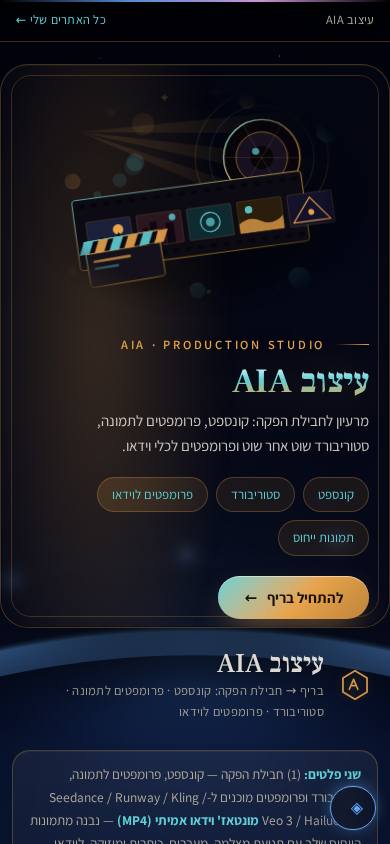 עיצוב AIA
כל האתרים שלי ←
AIA · PRODUCTION STUDIO
עיצוב AIA
מרעיון לחבילת הפקה: קונספט, פרומפטים לתמונה,
סטוריבורד שוט אחר שוט ופרומפטים לכלי וידאו.
קונספט
סטוריבורד
פרומפטים לוידאו
תמונות ייחוס
להתחיל בריף ←
עיצוב AIA
בריף → חבילת הפקה: קונספט · פרומפטים לתמונה ·
סטוריבורד · פרומפטים לוידאו
שני פלטים: (1) חבילת הפקה — קונספט, פרומפטים לתמונה,
ופרומפטים מוכנים ל-Seedance / Runway / Kling /
Veo 3 / Hailuo מונטאז' וידאו אמיתי (MP4) — נבנה מתמונות